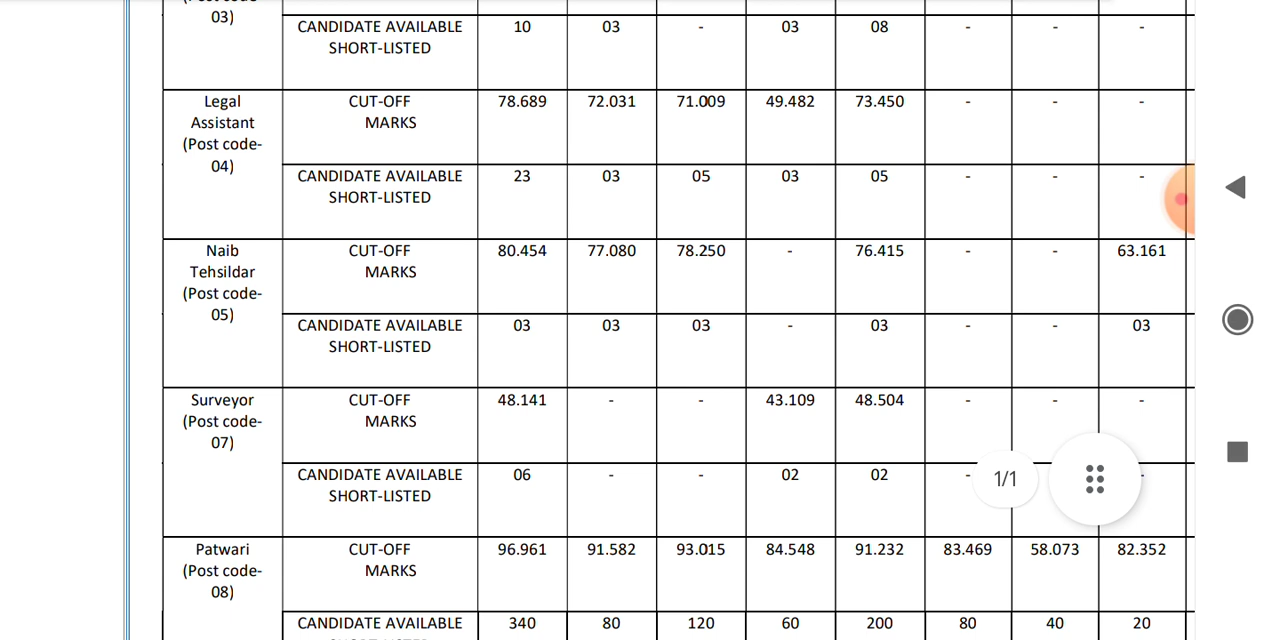 03)
CANDIDATE AVAILABLE SHORT-LISTED 10 03 - 03 08 - - -
Legal Assistant (Post code-04) CUT-OFF MARKS 78.689 72.031 71.009 49.482 73.450 - - -
CANDIDATE AVAILABLE SHORT-LISTED 23 03 05 03 05 - - -
Naib Tehsildar (Post code-05) CUT-OFF MARKS 80.454 77.080 78.250 - 76.415 - - 63.161
CANDIDATE AVAILABLE SHORT-LISTED 03 03 03 - 03 - - 03
Surveyor (Post code-07) CUT-OFF MARKS 48.141 - - 43.109 48.504 - - -
CANDIDATE AVAILABLE SHORT-LISTED 06 - - 02 02 - -
1/1
Patwari (Post code-08) CUT-OFF MARKS 96.961 91.582 93.015 84.548 91.232 83.469 58.073 82.352
CANDIDATE AVAILABLE 340 80 120 60 200 80 40 20